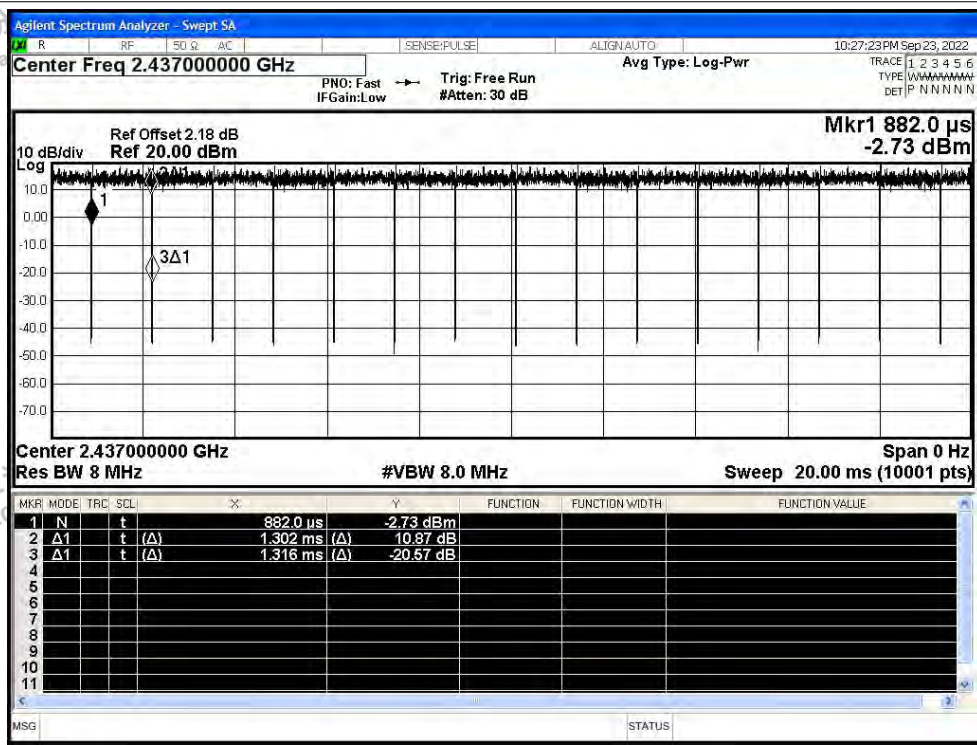 Agilent Spectrum Analyzer - Swept SA
R RF 50 Ω AC SENSE:PULSE ALIGN AUTO 10:27:23 PM Sep 23, 2022
Center Freq 2.437000000 GHz
Avg Type: Log-Pwr
TRACE 1 2 3 4 5 6
PNO: Fast Trig: Free Run
TYPE
IFGain:Low #Atten: 30 dB
DET P N N N N N
Mkr1 882.0 µs
Ref Offset 2.18 dB
-2.73 dBm
10 dB/div Ref 20.00 dBm
Log
2Δ1
10.0
1
0.00
-10.0
3Δ1
-20.0
-30.0
-40.0
-50.0
-60.0
-70.0
Center 2.437000000 GHz Span 0 Hz
Res BW 8 MHz #VBW 8.0 MHz Sweep 20.00 ms (10001 pts)
MKR MODE TRC SCL X Y FUNCTION FUNCTION WIDTH FUNCTION VALUE
1 N t 882.0 µs -2.73 dBm
2 Δ1 t (Δ) 1.302 ms (Δ) 10.87 dB
3 Δ1 t (Δ) 1.316 ms (Δ) -20.57 dB
4
5
6
7
8
9
10
11
MSG STATUS